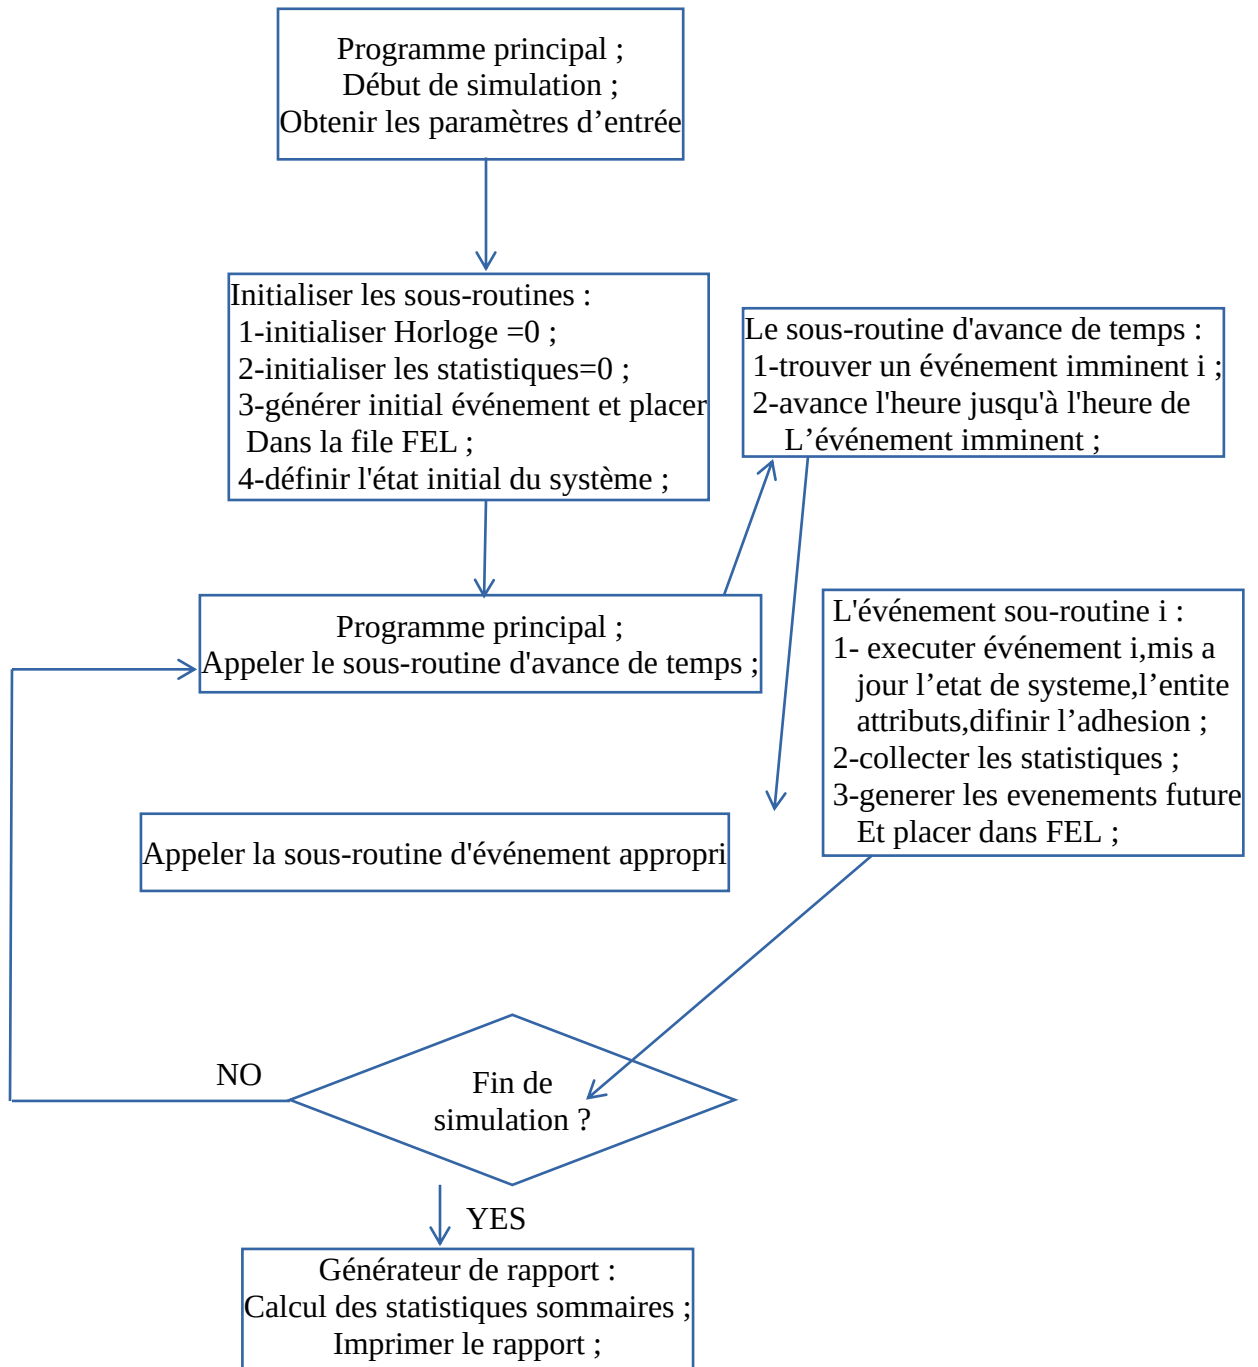 Programme principal ;
Début de simulation ;
Obtenir les paramètres d’entrée
Initialiser les sous-routines :
1-initialiser Horloge =0 ;
2-initialiser les statistiques=0 ;
3-générer initial événement et placer
Dans la file FEL ;
4-définir l'état initial du système ;
Le sous-routine d'avance de temps :
1-trouver un événement imminent i ;
2-avance l'heure jusqu'à l'heure de
L’événement imminent ;
Programme principal ;
Appeler le sous-routine d'avance de temps ;
L'événement sou-routine i :
1- executer événement i,mis a
jour l’etat de systeme,l’entite
attributs,difinir l’adhesion ;
2-collecter les statistiques ;
3-generér les evenements future
Et placer dans FEL ;
Appeler la sous-routine d'événement appropri
NO
Fin de
simulation ?
YES
Générateur de rapport :
Calcul des statistiques sommaires ;
Imprimer le rapport ;